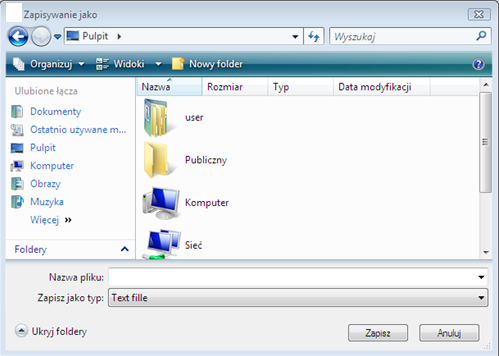 Zapisywanie jako
Pulpit
Wyszukaj
Organizuj Widoki Nowy folder
Ulubione łącza
Nazwa Rozmiar Typ Data modyfikacji
Dokumenty
Ostatnio używane m...
Pulpit
Komputer
Obrazy
Muzyka
Więcej »
Foldery
user
Publiczny
Komputer
Sieć
Nazwa pliku:
Zapisz jako typ: Text fille
Ukryj foldery Zapisz Anuluj